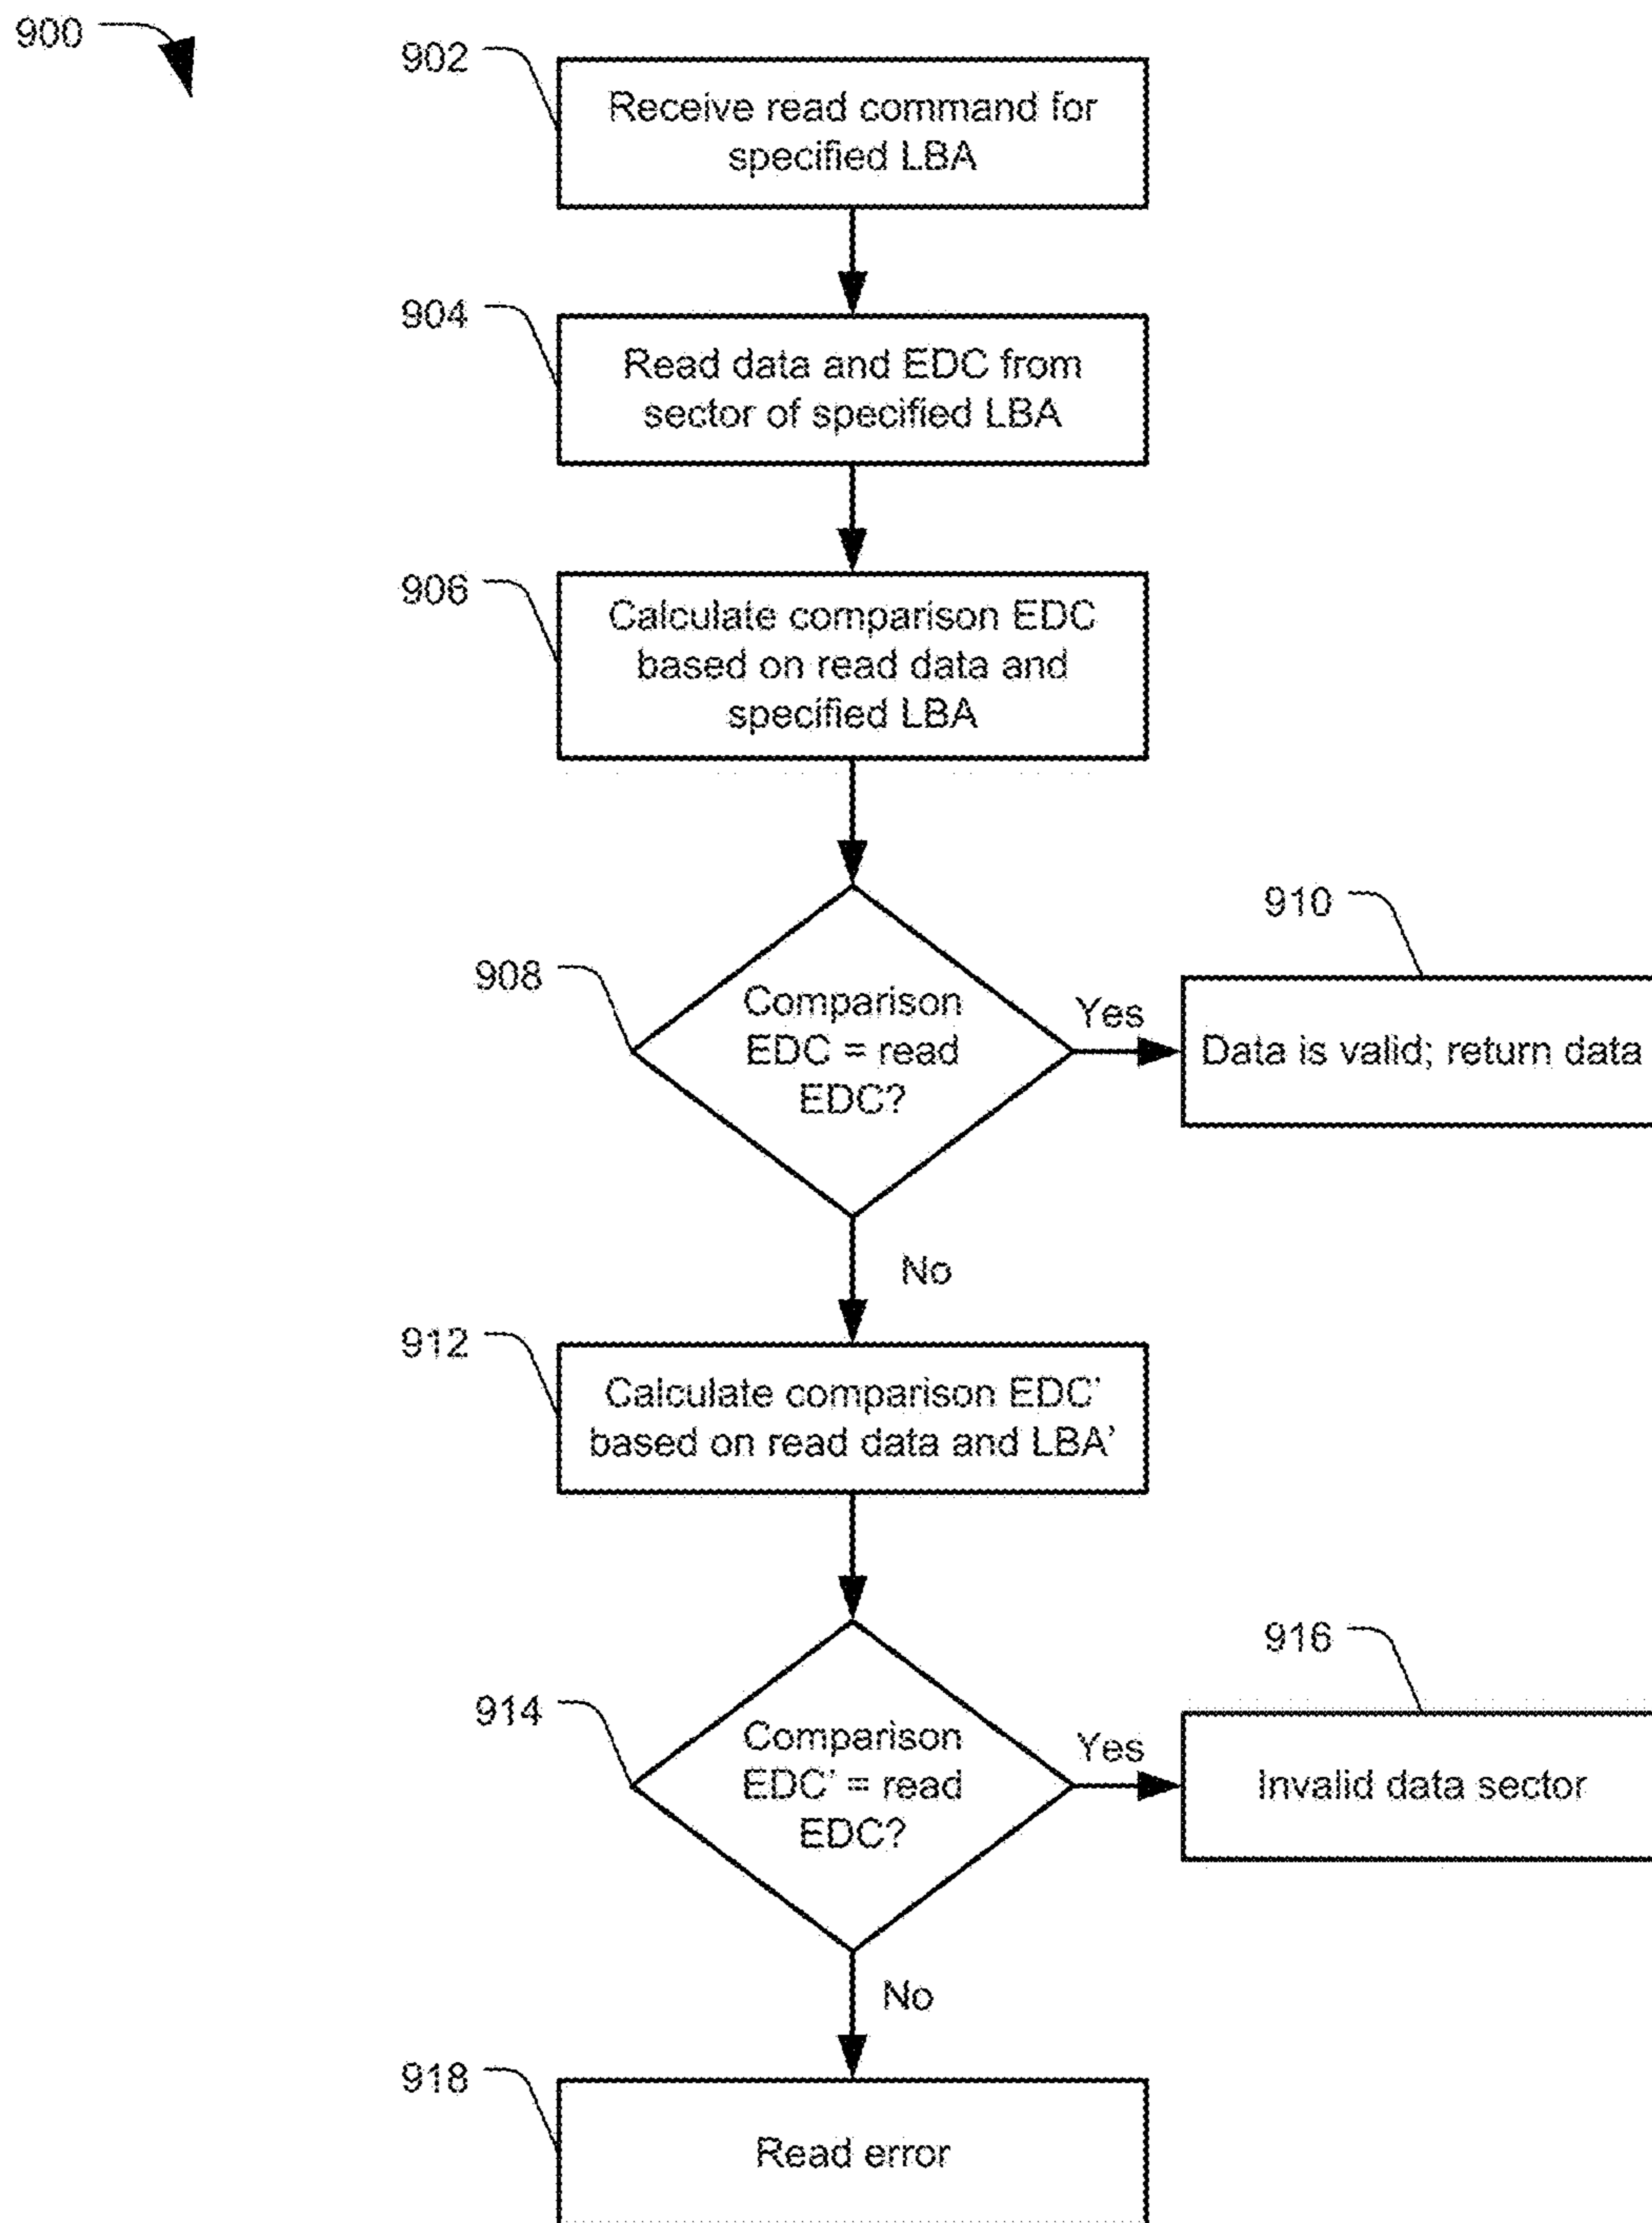 900
902
Receive read command for
specified LBA
904
Read data and EDC from
sector of specified LBA
906
Calculate comparison EDC
based on read data and
specified LBA
908
Comparison
EDC = read
EDC?
Yes
910
Data is valid; return data
No
912
Calculate comparison EDC'
based on read data and LBA'
914
Comparison
EDC' = read
EDC?
Yes
916
Invalid data sector
No
918
Read error